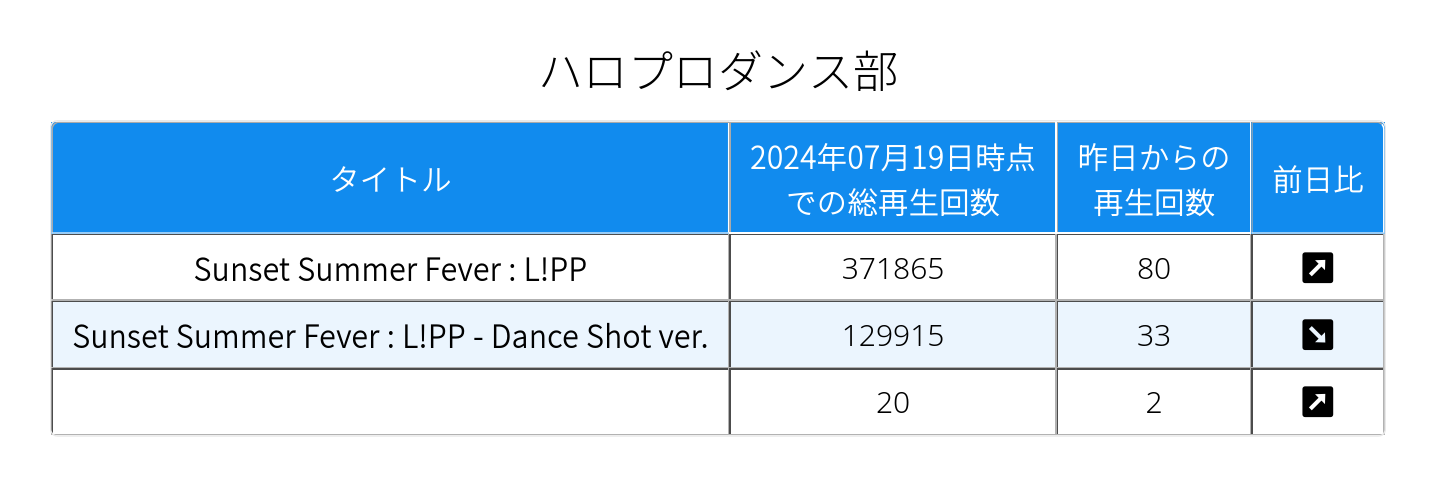 ハロプロダンス部
タイトル
2024年07月19日時点
での総再生回数
昨日からの
再生回数
前日比
Sunset Summer Fever : L!PP
371865
80
↗
Sunset Summer Fever : L!PP - Dance Shot ver.
129915
33
↘
20
2
↗